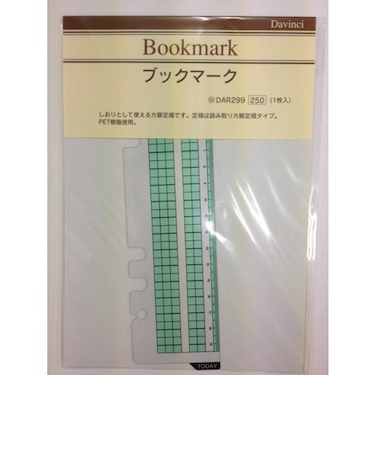 Davinci
Bookmark
ブックマーク
Ⓜ DAR299 250 (1枚入)
しおりとして使える方眼定規です。定規は読み取り方眼定規タイプ。
PET樹脂使用。
TODAY